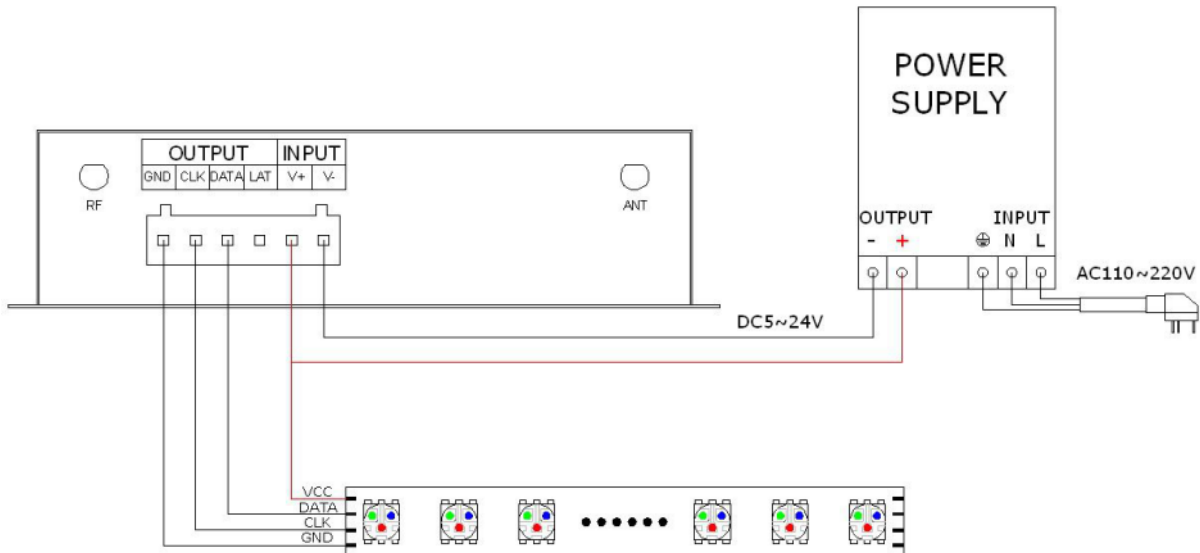 POWER
SUPPLY
OUTPUT INPUT
GND CLK DATA LAT V+ V-
RF
ANT
OUTPUT INPUT
- + N L
AC110~220V
DC5~24V
VCC
DATA
CLK
GND